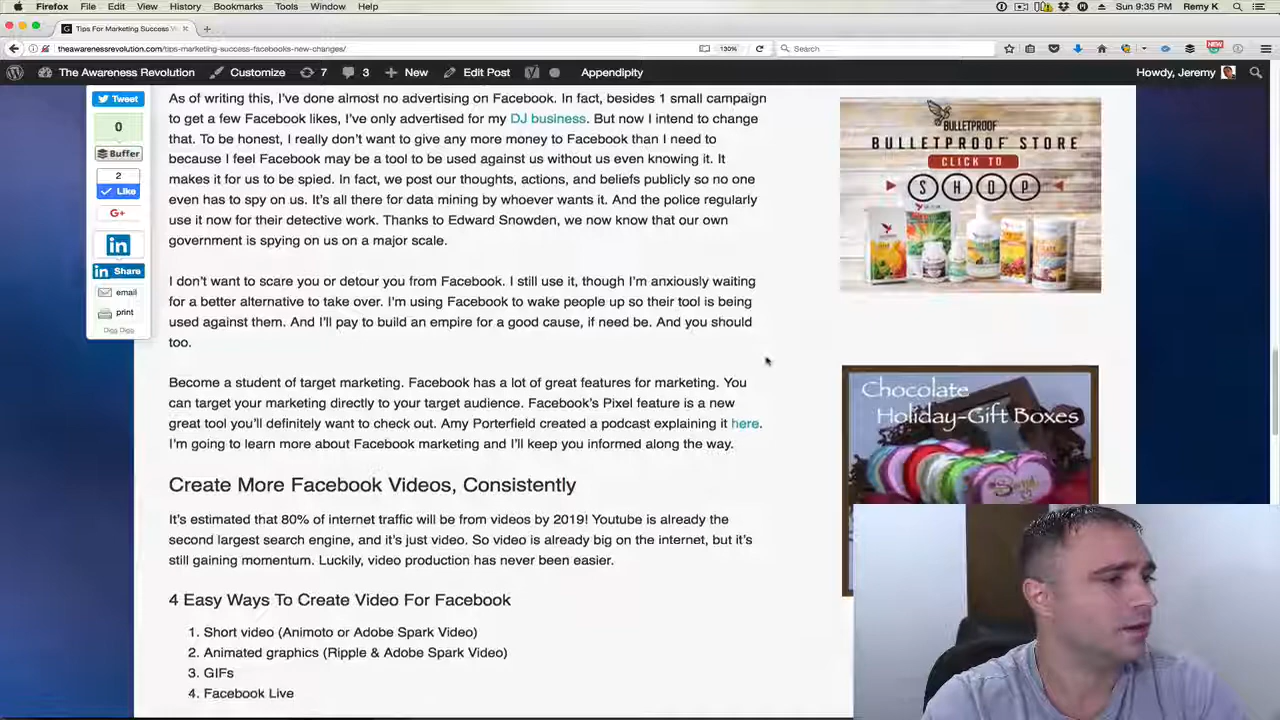 Firefox File Edit View History Bookmarks Tools Window Help
Sun 9:35 PM Remy K
Tips For Marketing Success
theawarenessrevolution.com/tips-marketing-success-facebooks-new-changes/
130%
Search
NEW
The Awareness Revolution Customize 7 3 New Edit Post Appendity
Howdy, Jeremy
Tweet
0
Buffer
2
Like
G+
in
in Share
email
print
Digg Digg
As of writing this, I've done almost no advertising on Facebook. In fact, besides 1 small campaign
to get a few Facebook likes, I've only advertised for my DJ business. But now I intend to change
that. To be honest, I really don't want to give any more money to Facebook than I need to
because I feel Facebook may be a tool to be used against us without us even knowing it. It
makes it for us to be spied. In fact, we post our thoughts, actions, and beliefs publicly so no one
even has to spy on us. It's all there for data mining by whoever wants it. And the police regularly
use it now for their detective work. Thanks to Edward Snowden, we now know that our own
government is spying on us on a major scale.
I don't want to scare you or detour you from Facebook. I still use it, though I'm anxiously waiting
for a better alternative to take over. I'm using Facebook to wake people up so their tool is being
used against them. And I'll pay to build an empire for a good cause, if need be. And you should
too.
Become a student of target marketing. Facebook has a lot of great features for marketing. You
can target your marketing directly to your target audience. Facebook's Pixel feature is a new
great tool you'll definitely want to check out. Amy Porterfield created a podcast explaining it here.
I'm going to learn more about Facebook marketing and I'll keep you informed along the way.
Create More Facebook Videos, Consistently
It's estimated that 80% of internet traffic will be from videos by 2019! Youtube is already the
second largest search engine, and it's just video. So video is already big on the internet, but it's
still gaining momentum. Luckily, video production has never been easier.
4 Easy Ways To Create Video For Facebook
1. Short video (Animoto or Adobe Spark Video)
2. Animated graphics (Ripple & Adobe Spark Video)
3. GIFs
4. Facebook Live
BULLETPROOF
BULLETPROOF STORE
CLICK TO
SHOP
Chocolate
Holiday-Gift Boxes